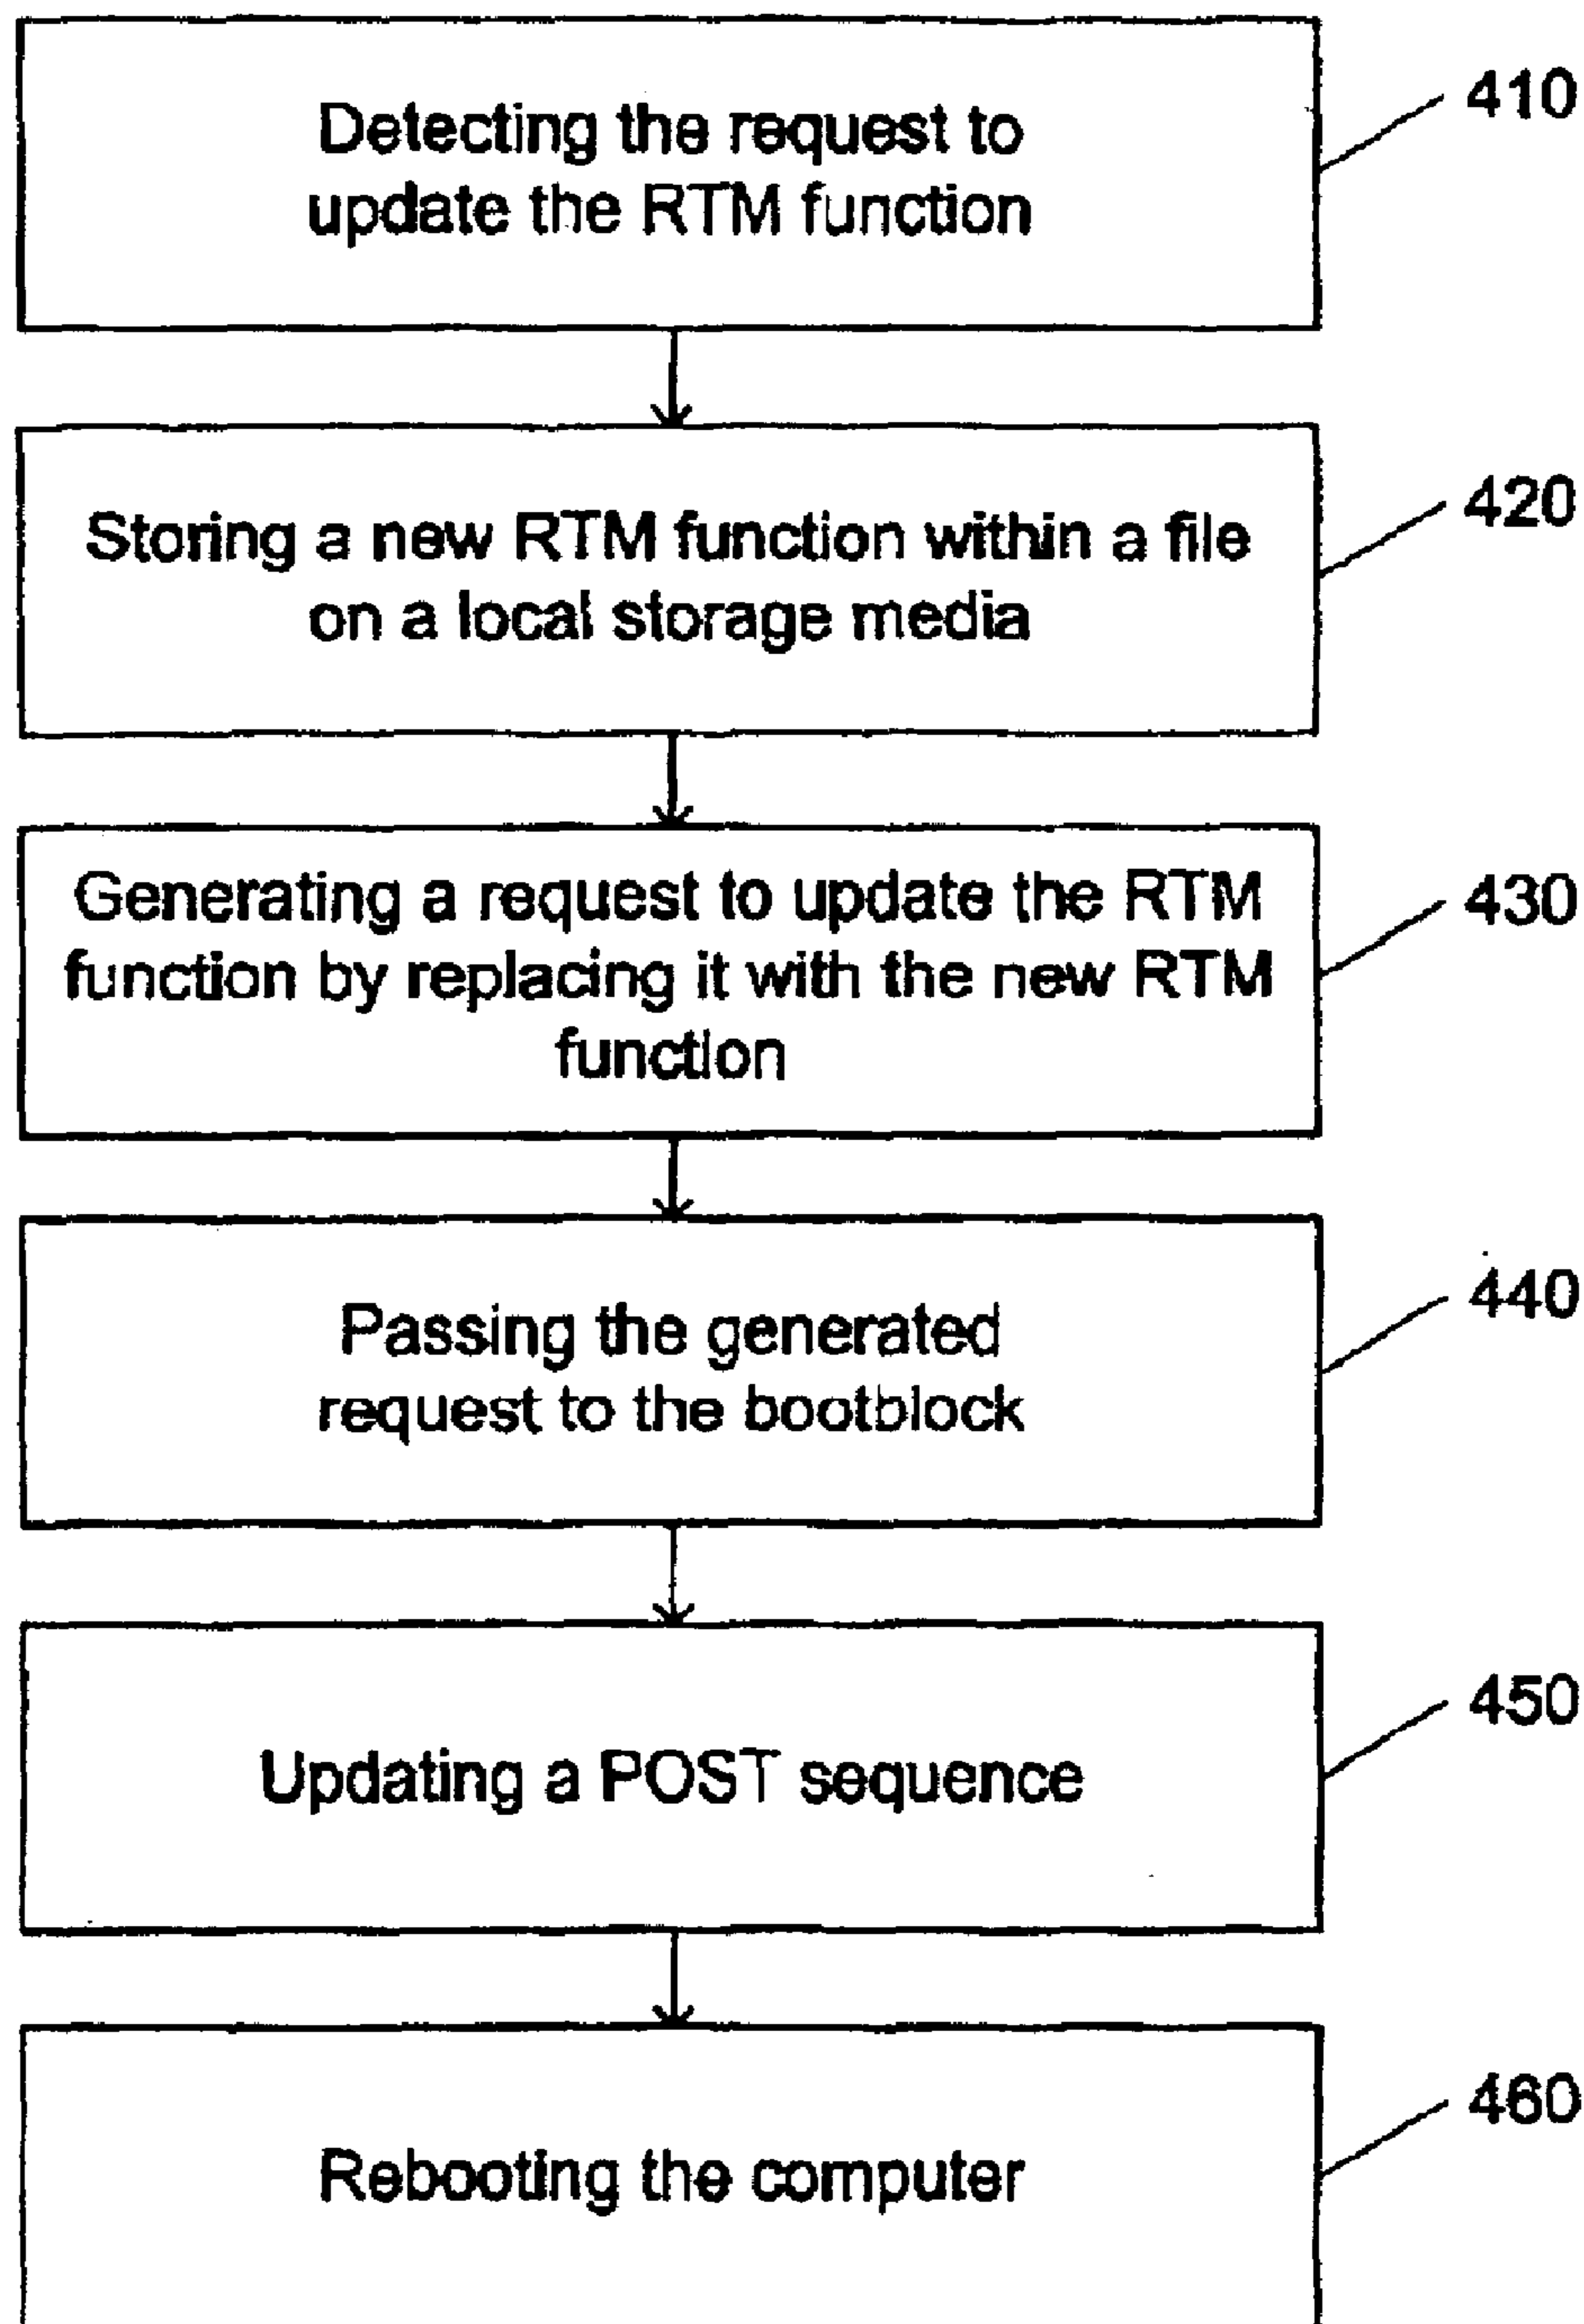 Detecting the request to
update the RTM function
410
Storing a new RTM function within a file
on a local storage media
420
Generating a request to update the RTM
function by replacing it with the new RTM
function
430
Passing the generated
request to the bootblock
440
Updating a POST sequence
450
Rebooting the computer
460